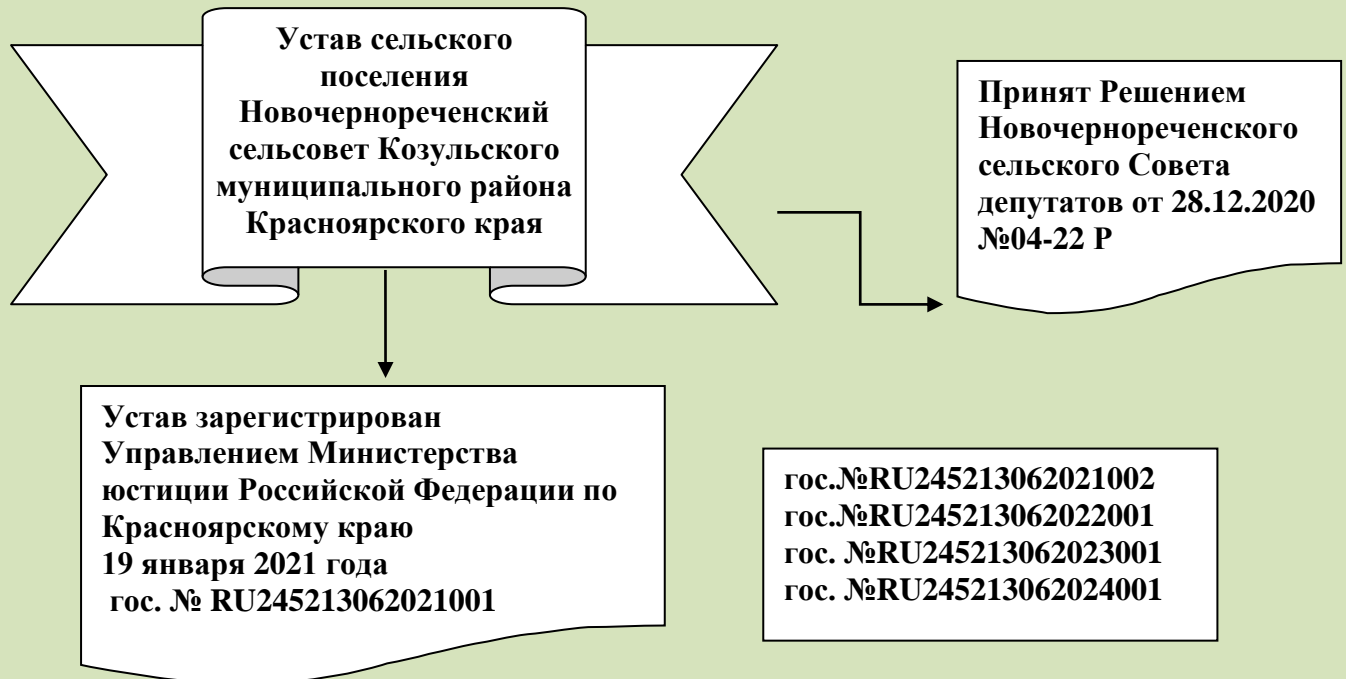 Устав сельского
поселения
Новочернореченский
сельсовет Козульского
муниципального района
Красноярского края
Принят Решением
Новочернореченского
сельского Совета
депутатов от 28.12.2020
№04-22 Р
Устав зарегистрирован
Управлением Министерства
юстиции Российской Федерации по
Красноярскому краю
19 января 2021 года
гос. № RU245213062021001
гос.№RU245213062021002
гос.№RU245213062022001
гос. №RU245213062023001
гос. №RU245213062024001